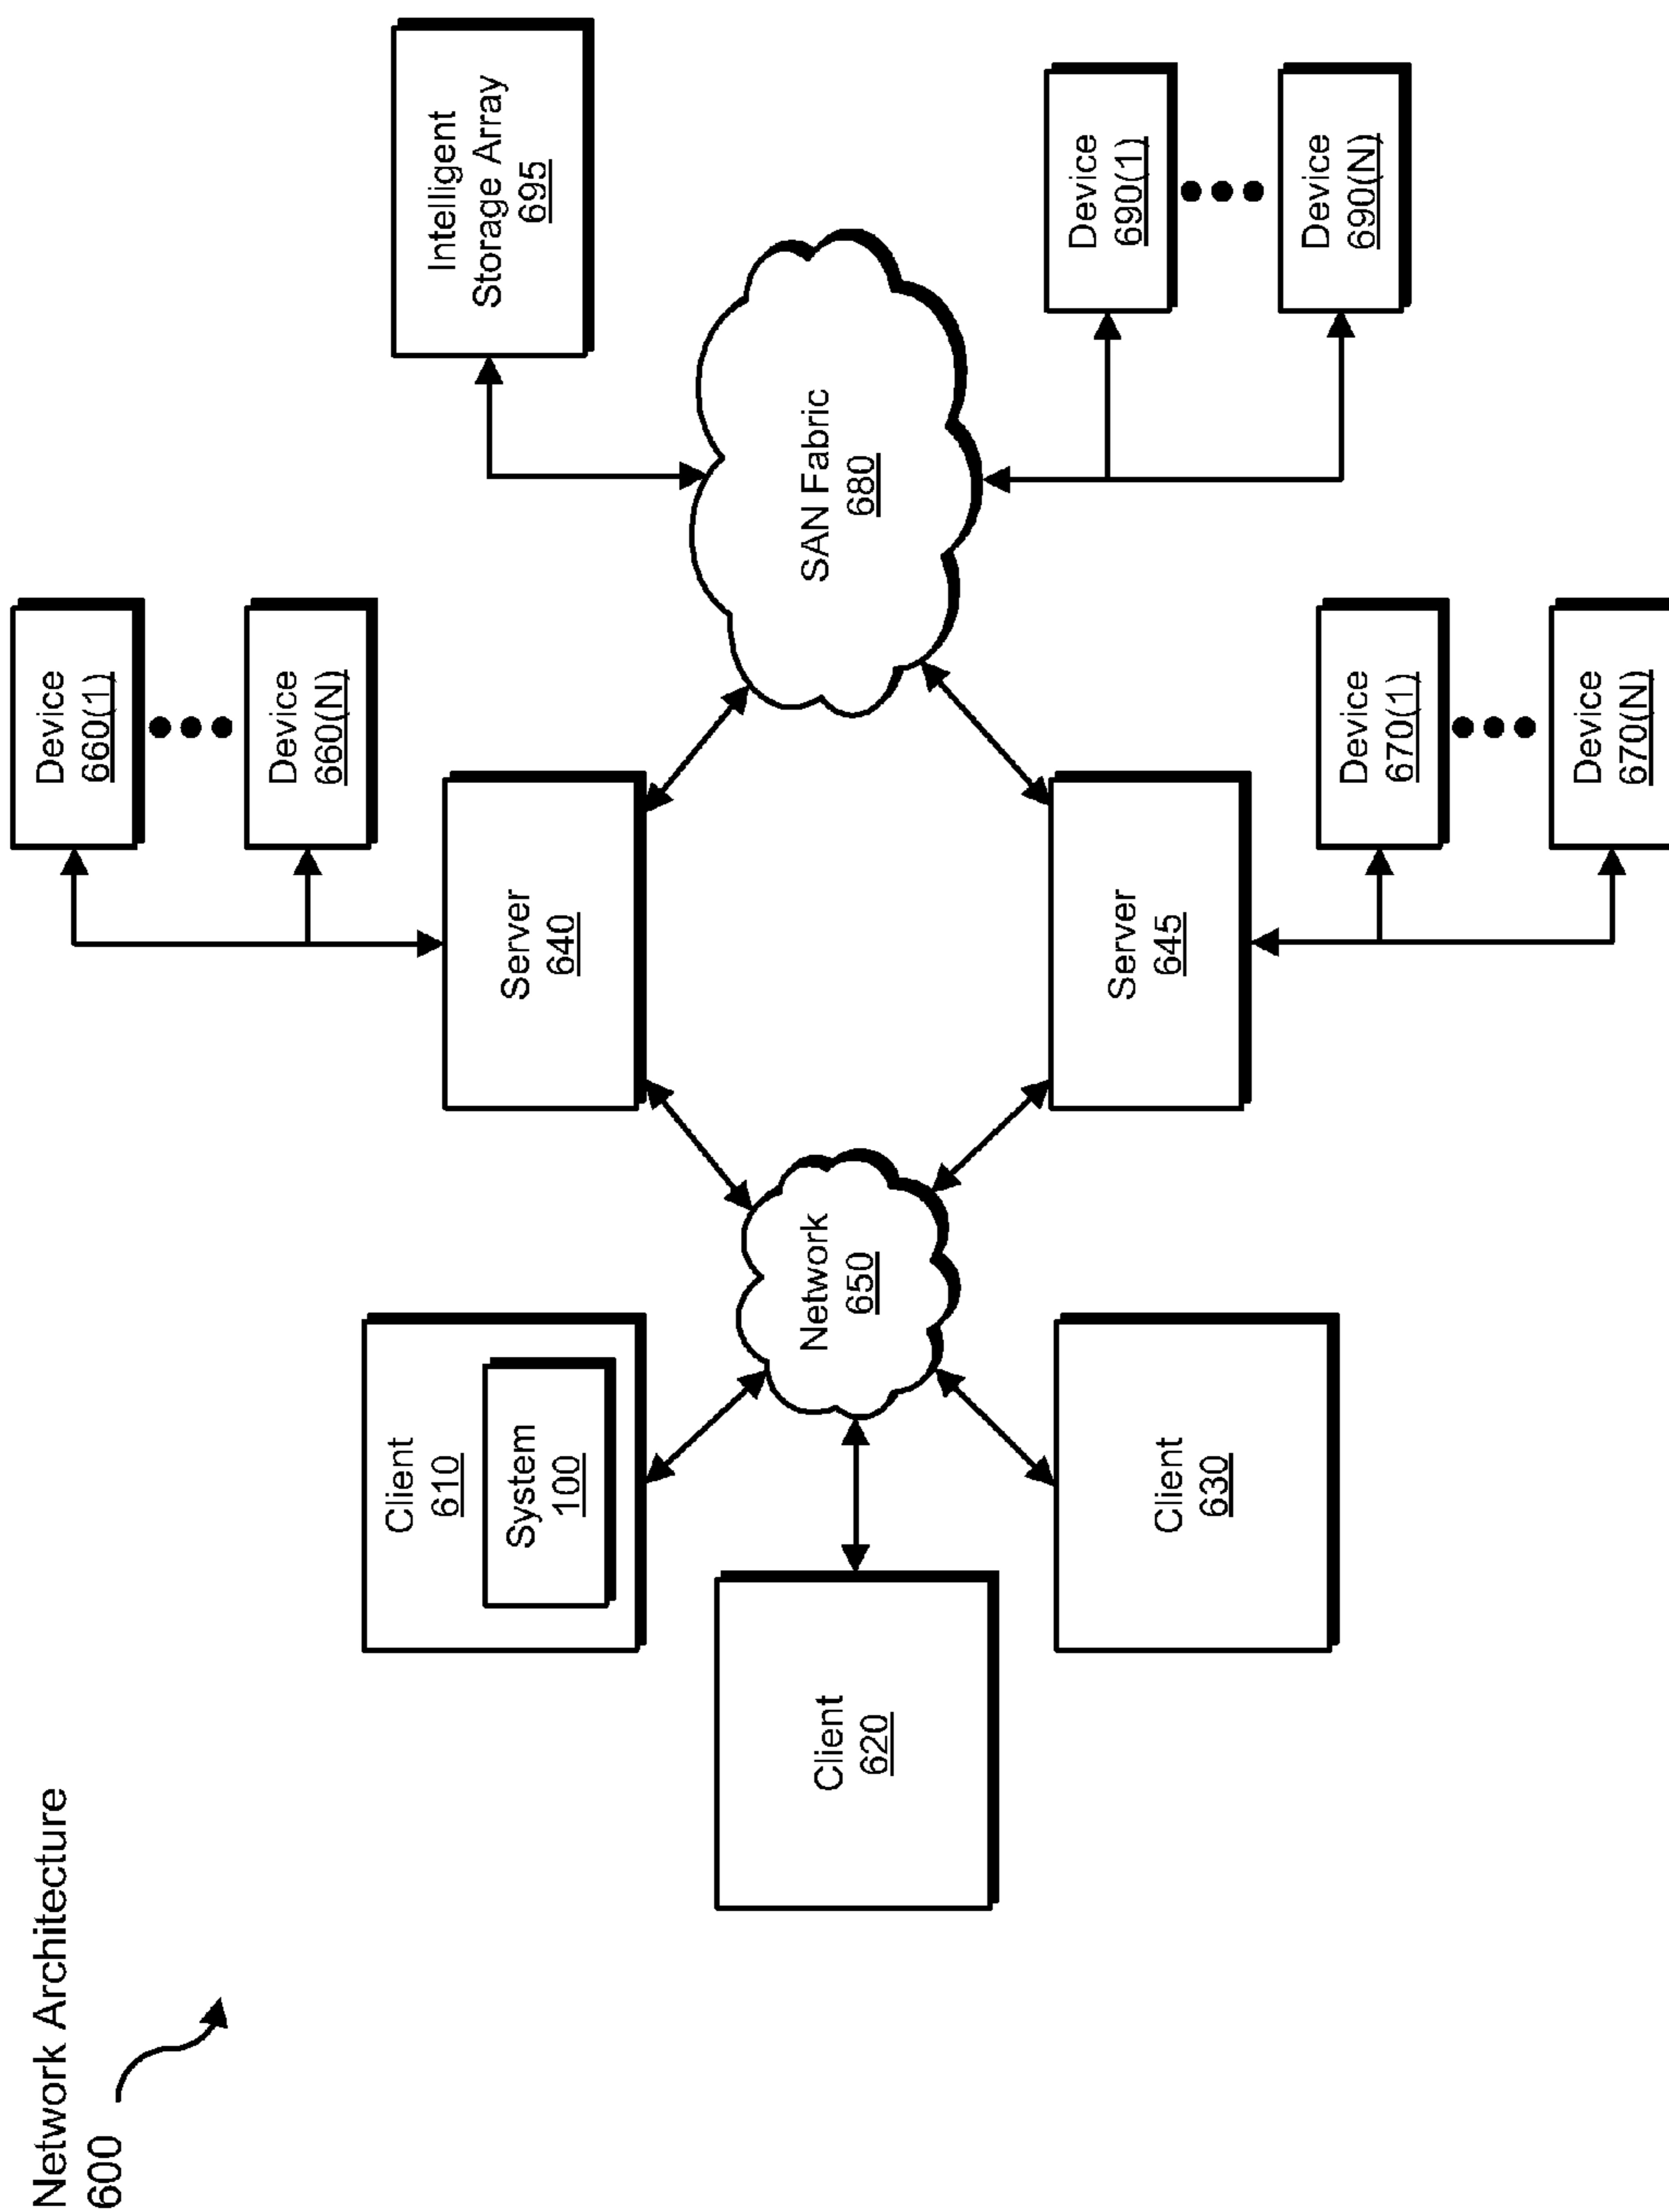 Network Architecture
600
Client
610
System
100
Client
620
Client
630
Network
650
Server
640
Server
645
Device
660(1)
Device
660(N)
Device
670(1)
Device
670(N)
SAN Fabric
680
Intelligent
Storage Array
695
Device
690(1)
Device
690(N)